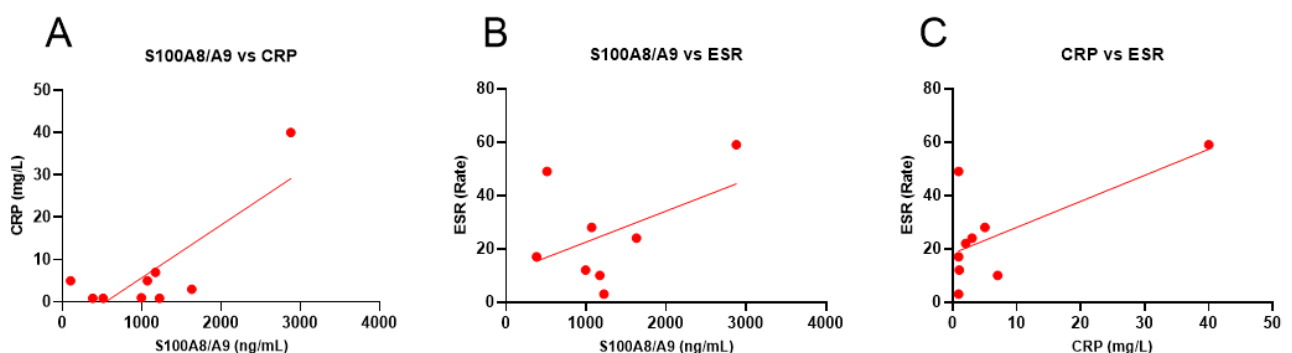 A
S100A8/A9 vs CRP
CRP (mg/L)
50
40
30
20
10
0
0 1000 2000 3000 4000
S100A8/A9 (ng/mL)
B
S100A8/A9 vs ESR
ESR (Rate)
80
60
40
20
0
0 1000 2000 3000 4000
S100A8/A9 (ng/mL)
C
CRP vs ESR
ESR (Rate)
80
60
40
20
0
0 10 20 30 40 50
CRP (mg/L)